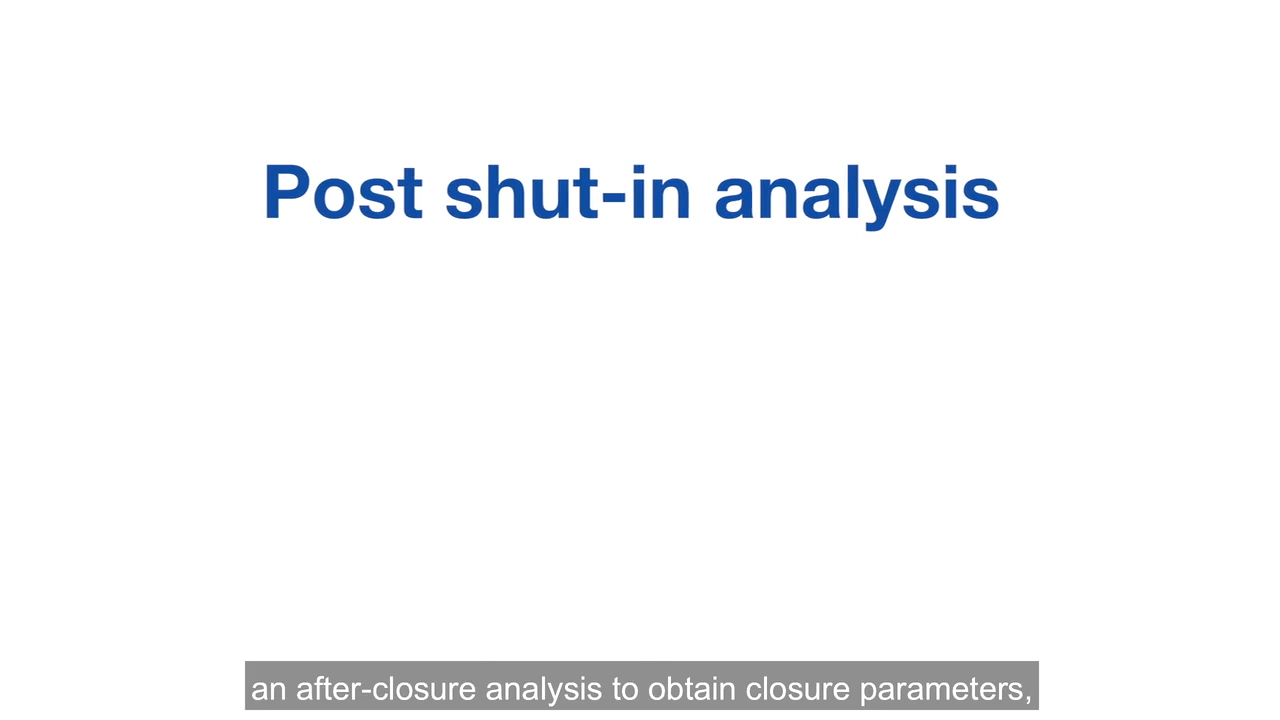 Post shut-in analysis
an after-closure analysis to obtain closure parameters,